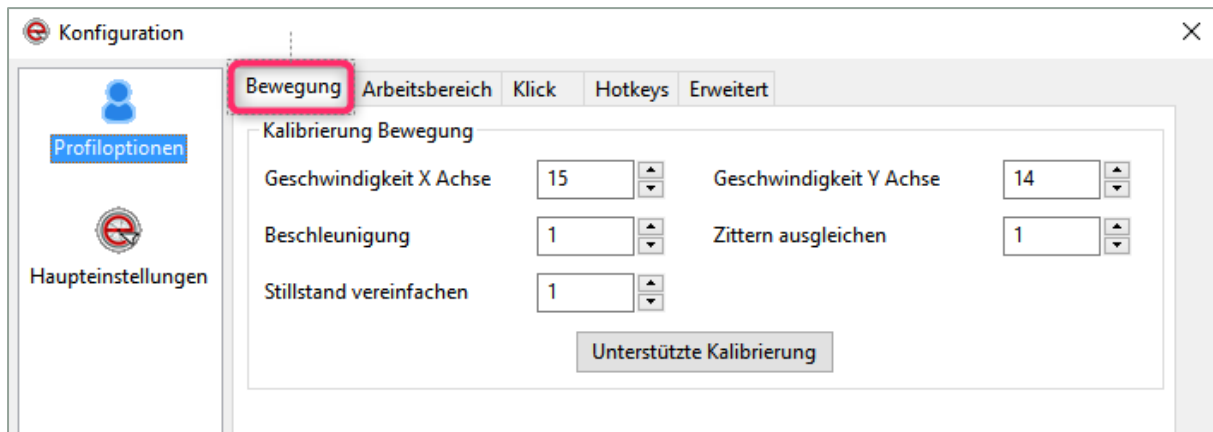 Konfiguration
Bewegung Arbeitsbereich Klick Hotkeys Erweitert
Profiloptionen
Haupteinstellungen
Kalibrierung Bewegung
Geschwindigkeit X Achse 15 Geschwindigkeit Y Achse 14
Beschleunigung 1 Zittern ausgleichen 1
Stillstand vereinfachen 1
Unterstützte Kalibrierung